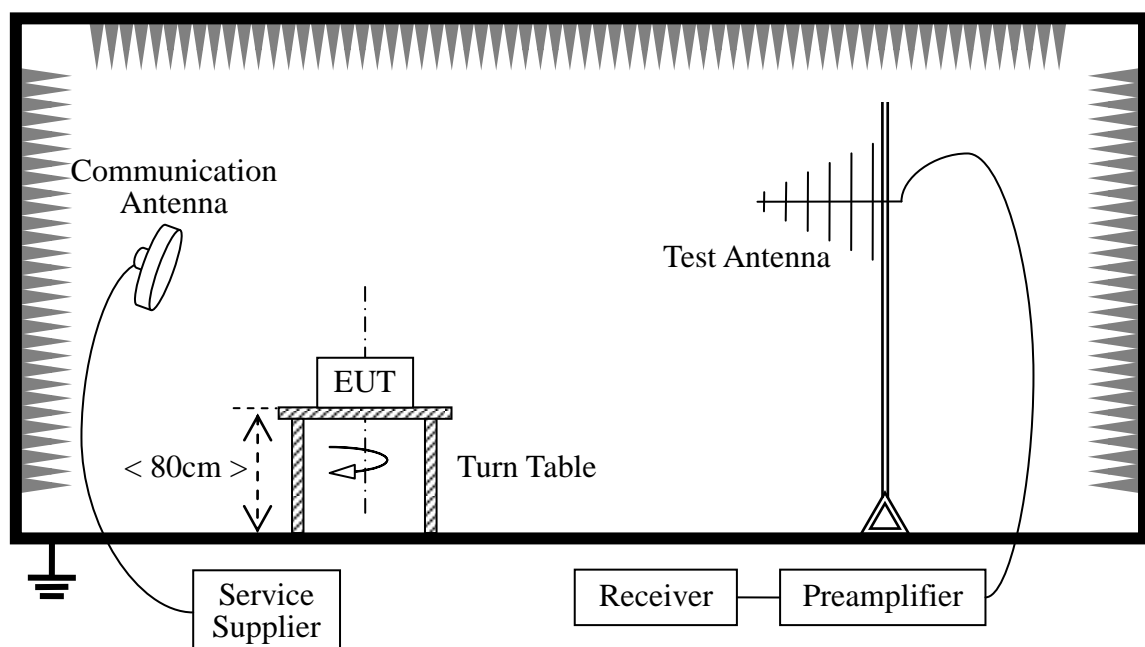 Communication
Antenna
Test Antenna
EUT
< 80cm >
Turn Table
Service
Supplier
Receiver
Preamplifier